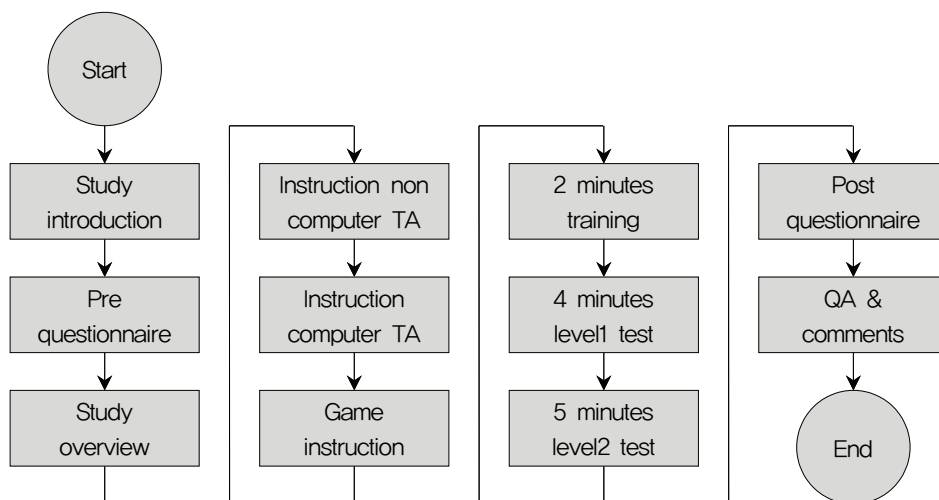 Start
Study
introduction
Pre
questionnaire
Study
overview
Instruction non
computer TA
Instruction
computer TA
Game
instruction
2 minutes
training
4 minutes
level1 test
5 minutes
level2 test
Post
questionnaire
QA &
comments
End